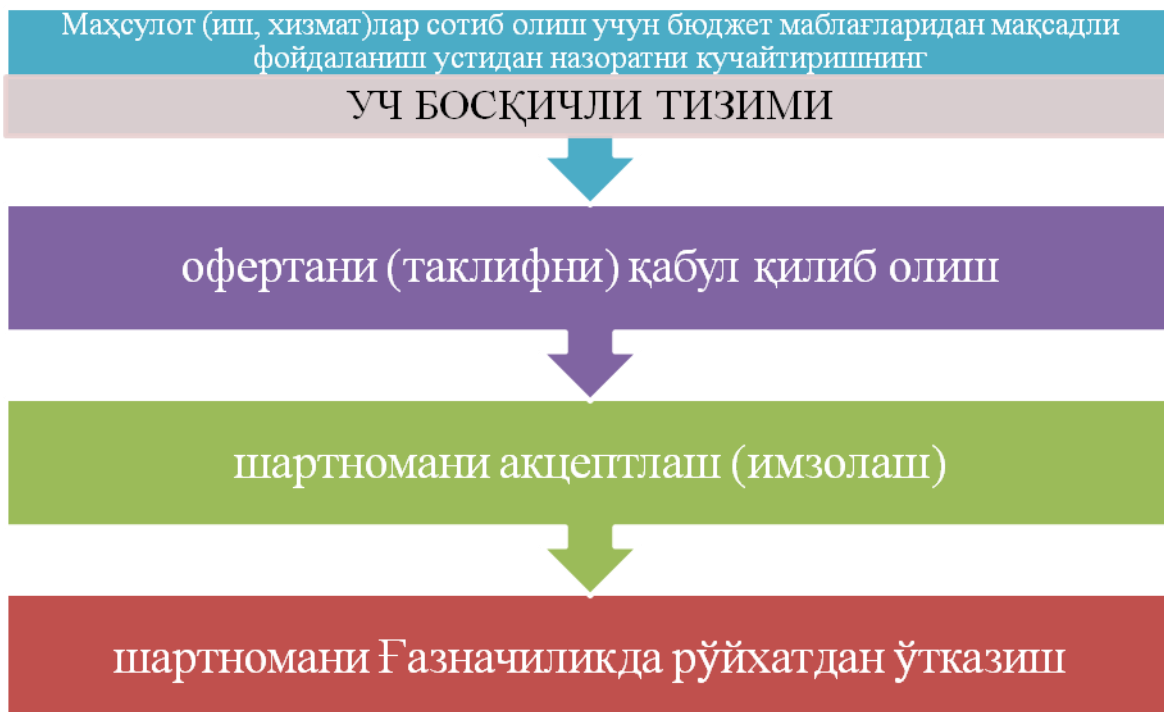 Маҳсулот (иш, хизмат)лар сотиб олиш учун бюджет маблағларидан мақсадли
фойдаланиш устидан назоратни кучайтиришнинг
УЧ БОСҚИЧЛИ ТИЗИМИ
офертани (таклифни) қабул қилиб олиш
шартномани акцептлаш (имзолаш)
шартномани Ғазначиликда рўйхатдан ўтказиш